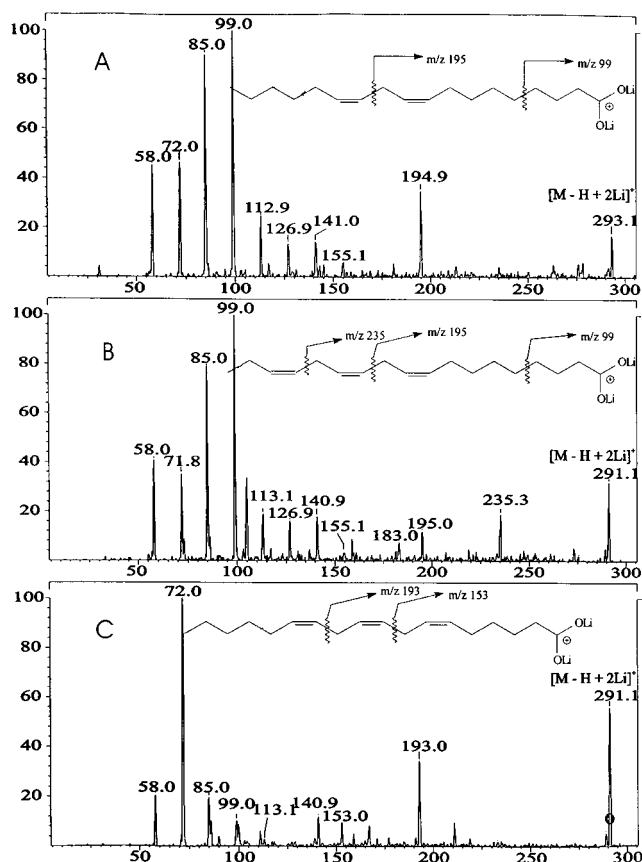 A
100
80
60
40
20
58.0
72.0
85.0
99.0
112.9
126.9
141.0
155.1
194.9
[M - H + 2Li]⁺
293.1
m/z 195
m/z 99
OLi
⊕
OLi
50 100 150 200 250 300
B
100
80
60
40
20
58.0
71.8
85.0
99.0
113.1
126.9
140.9
155.1
183.0
195.0
235.3
[M - H + 2Li]⁺
291.1
m/z 235
m/z 195
m/z 99
OLi
⊕
OLi
50 100 150 200 250 300
C
100
80
60
40
20
58.0
72.0
85.0
99.0
113.1
140.9
153.0
193.0
[M - H + 2Li]⁺
291.1
m/z 193
m/z 153
OLi
⊕
OLi
50 100 150 200 250 300